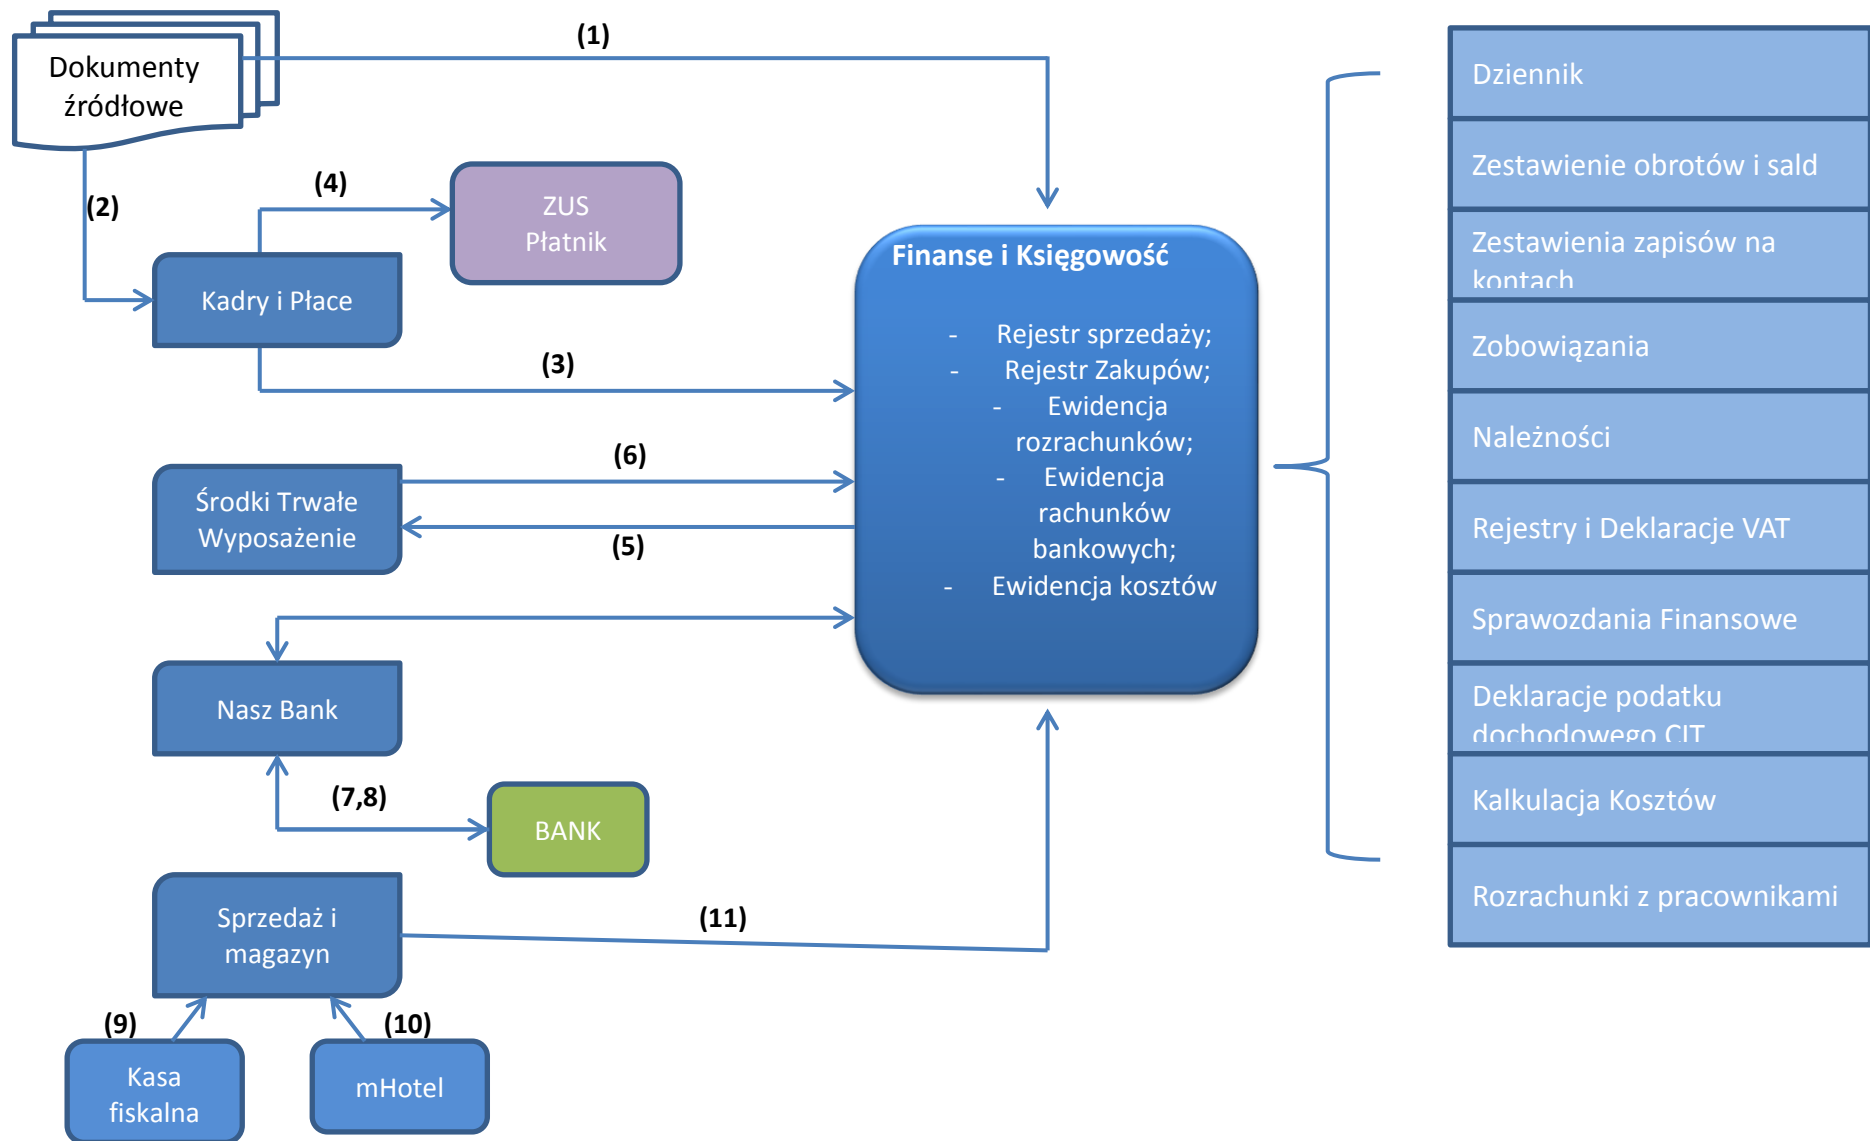 (1)
Dokumenty
źródłowe
(2)
(4)
ZUS
Płatnik
Kadry i Płace
(3)
Środki Trwałe
Wyposażenie
(6)
(5)
Nasz Bank
(7,8)
BANK
Sprzedaż i
magazyn
(11)
(9)
(10)
Kasa
fiskalna
mHotel
Finanse i Księgowość
- Rejestr sprzedaży;
- Rejestr Zakupów;
- Ewidencja
rozrachunków;
- Ewidencja
rachunków
bankowych;
- Ewidencja kosztów
Dziennik
Zestawienie obrotów i sald
Zestawienia zapisów na
kontach
Zobowiązania
Należności
Rejestry i Deklaracje VAT
Sprawozdania Finansowe
Deklaracje podatku
dochodowego CIT
Kalkulacja Kosztów
Rozrachunki z pracownikami